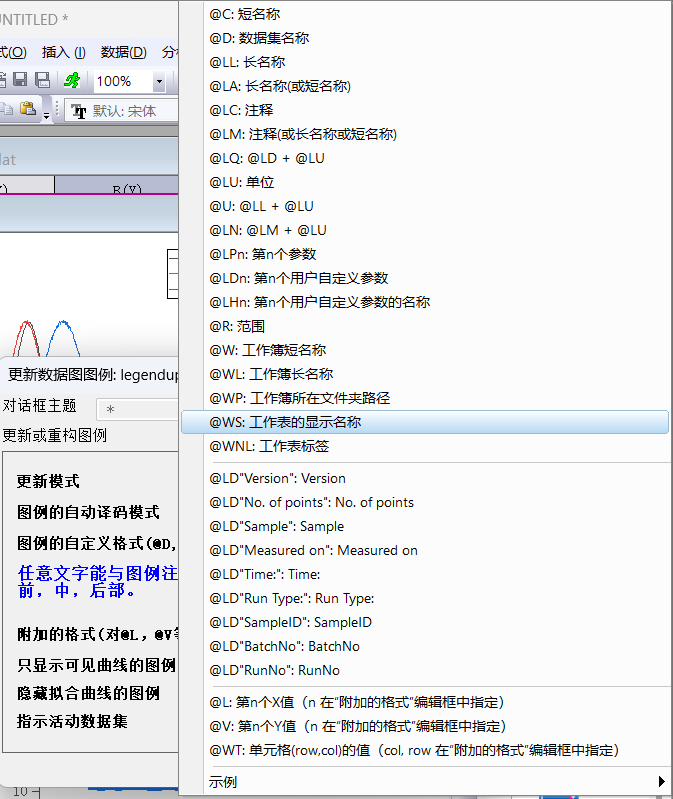 UNTITLED *
式(O) 插入 (I) 数据(D) 分
100%
默认: 宋体
lat
B(Y)
更新数据图图例: legendup
对话框主题 *
更新或重构图例
更新模式
图例的自动译码模式
图例的自定义格式(@D,
任意文字能与图例注
前，中，后部。
附加的格式(对@L，@V等
只显示可见曲线的图例
隐藏拟合曲线的图例
指示活动数据集
10
@C: 短名称
@D: 数据集名称
@LL: 长名称
@LA: 长名称(或短名称)
@LC: 注释
@LM: 注释(或长名称或短名称)
@LQ: @LD + @LU
@LU: 单位
@U: @LL + @LU
@LN: @LM + @LU
@LPn: 第n个参数
@LDn: 第n个用户自定义参数
@LHn: 第n个用户自定义参数的名称
@R: 范围
@W: 工作簿短名称
@WL: 工作簿长名称
@WP: 工作簿所在文件夹路径
@WS: 工作表的显示名称
@WNL: 工作表标签
@LD"Version": Version
@LD"No. of points": No. of points
@LD"Sample": Sample
@LD"Measured on": Measured on
@LD"Time:": Time:
@LD"Run Type:": Run Type:
@LD"SampleID": SampleID
@LD"BatchNo": BatchNo
@LD"RunNo": RunNo
@L: 第n个X值（n 在"附加的格式"编辑框中指定）
@V: 第n个Y值（n 在"附加的格式"编辑框中指定）
@WT: 单元格(row,col)的值（col, row 在"附加的格式"编辑框中指定）
示例